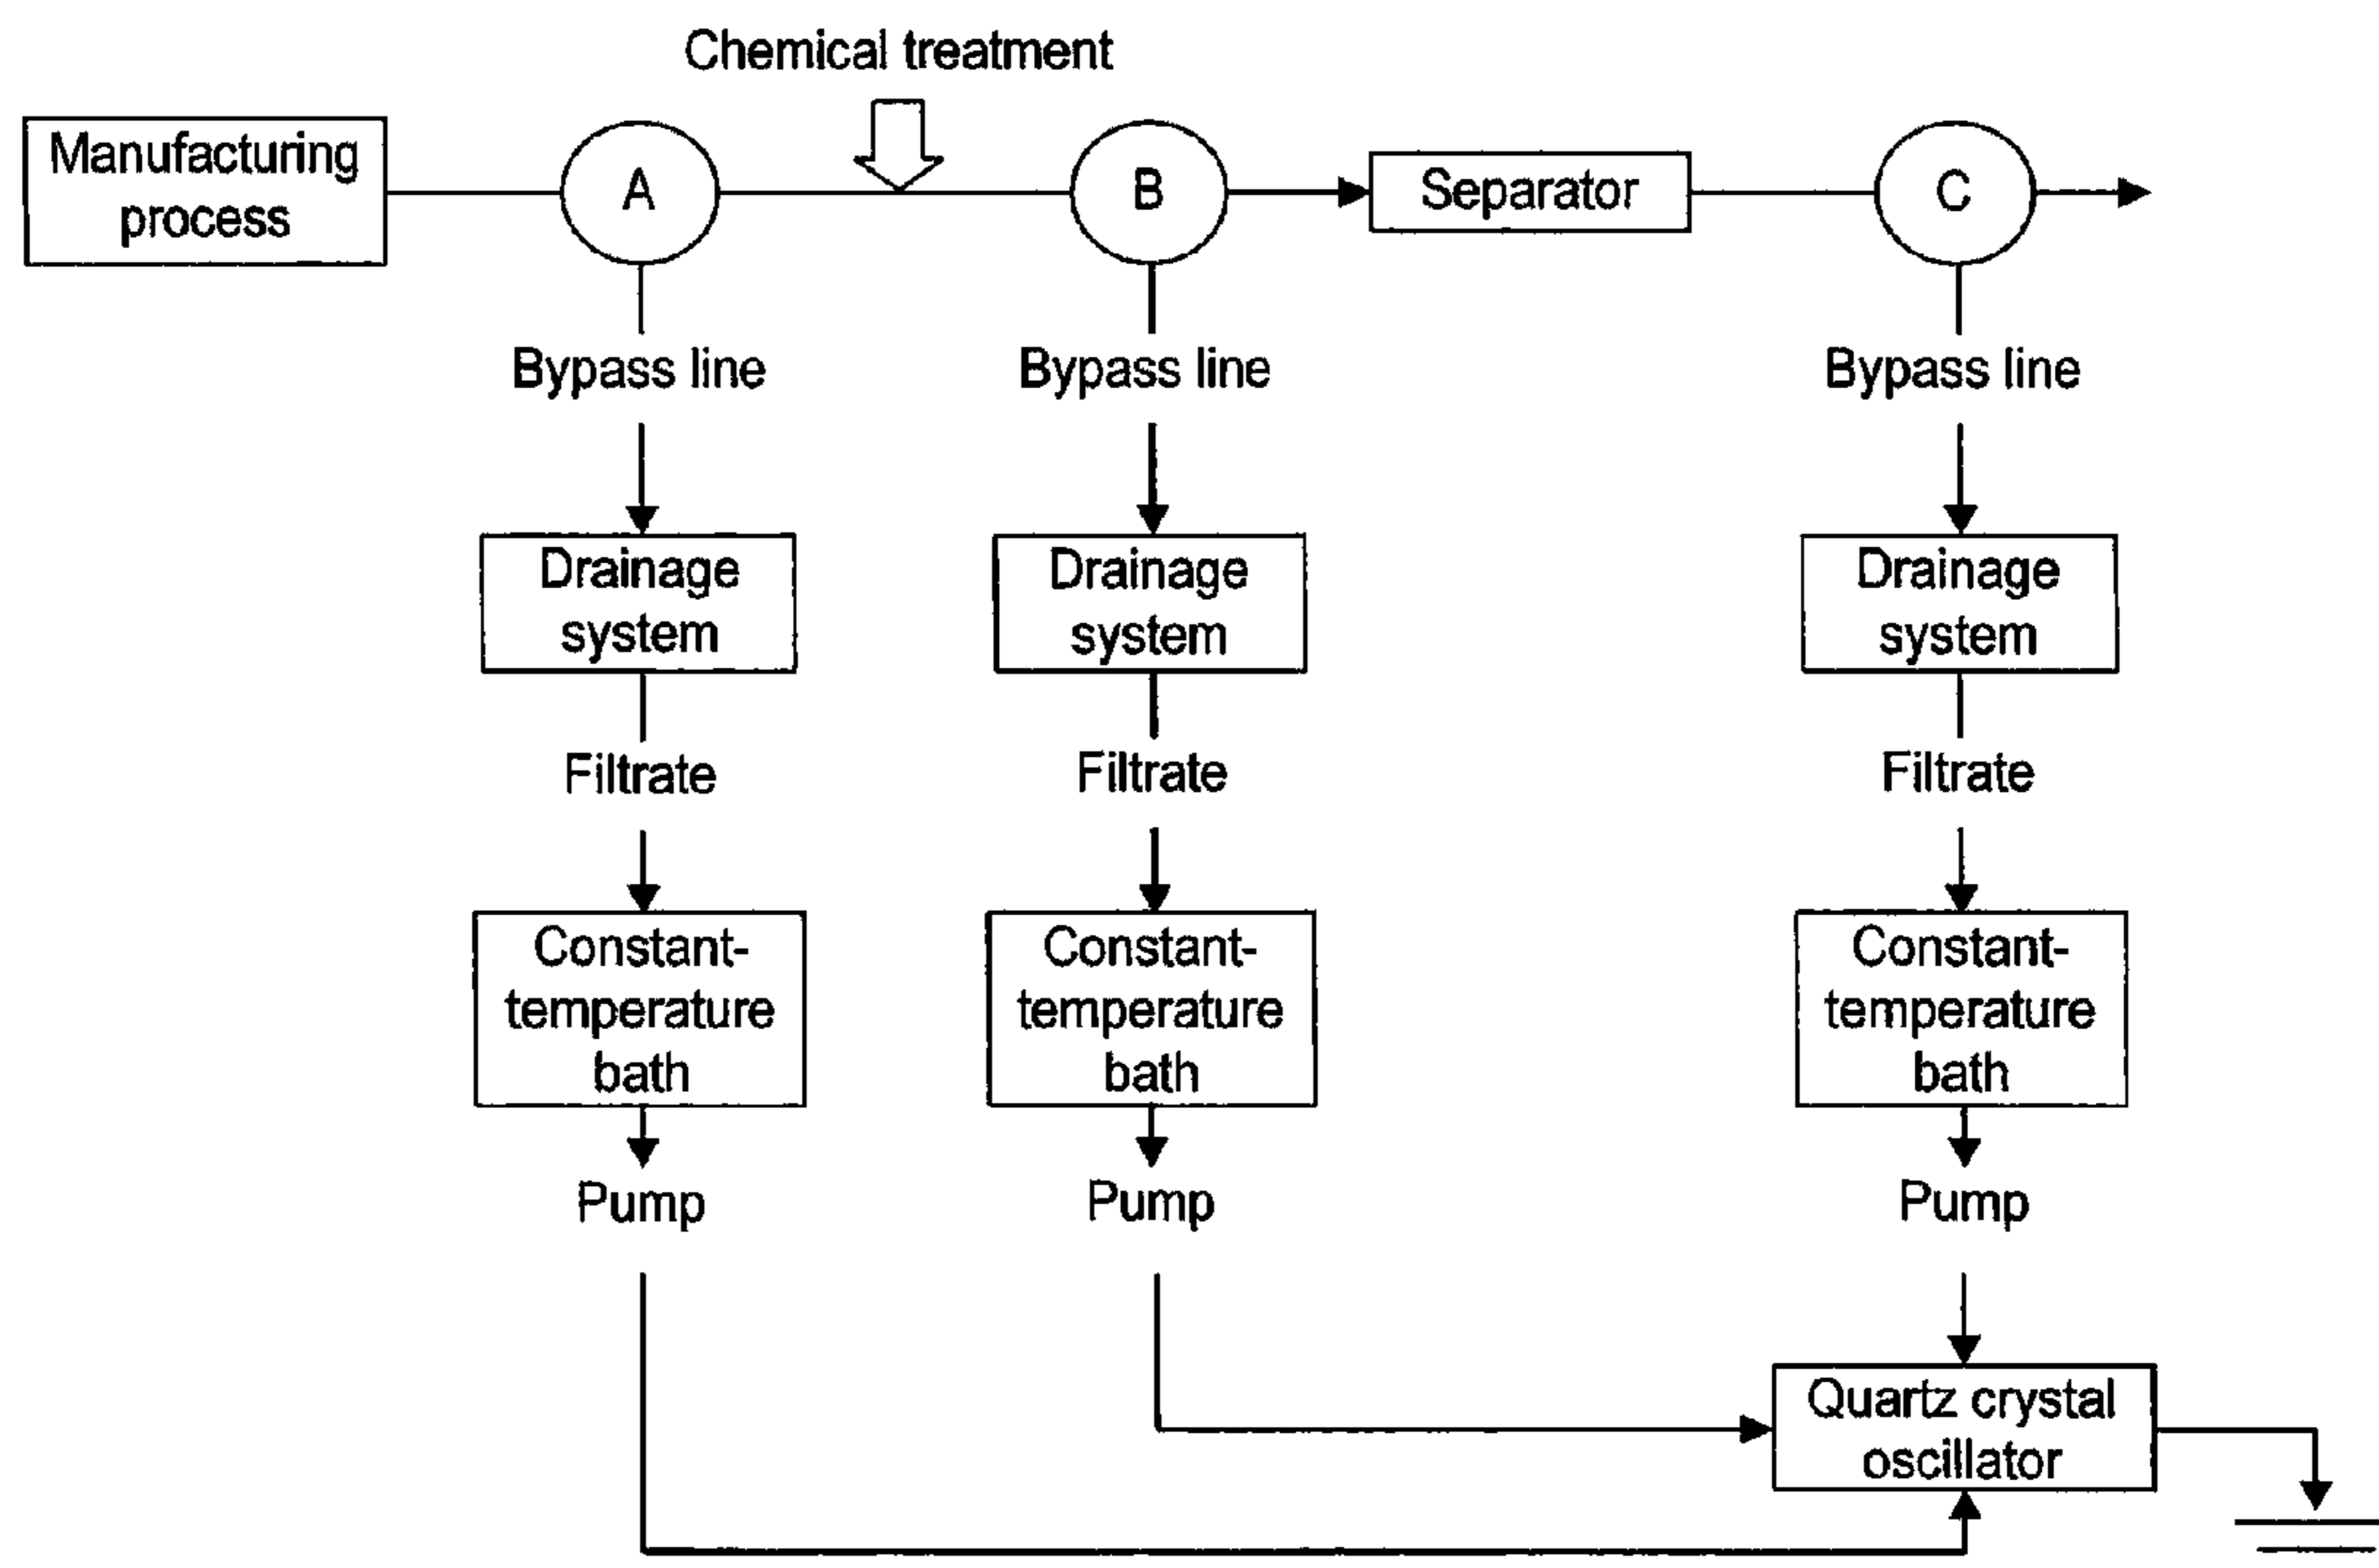 Chemical treatment
Manufacturing
process
A
B
Separator
C
Bypass line
Bypass line
Bypass line
Drainage
system
Drainage
system
Drainage
system
Filtrate
Filtrate
Filtrate
Constant-
temperature
bath
Constant-
temperature
bath
Constant-
temperature
bath
Pump
Pump
Pump
Quartz crystal
oscillator